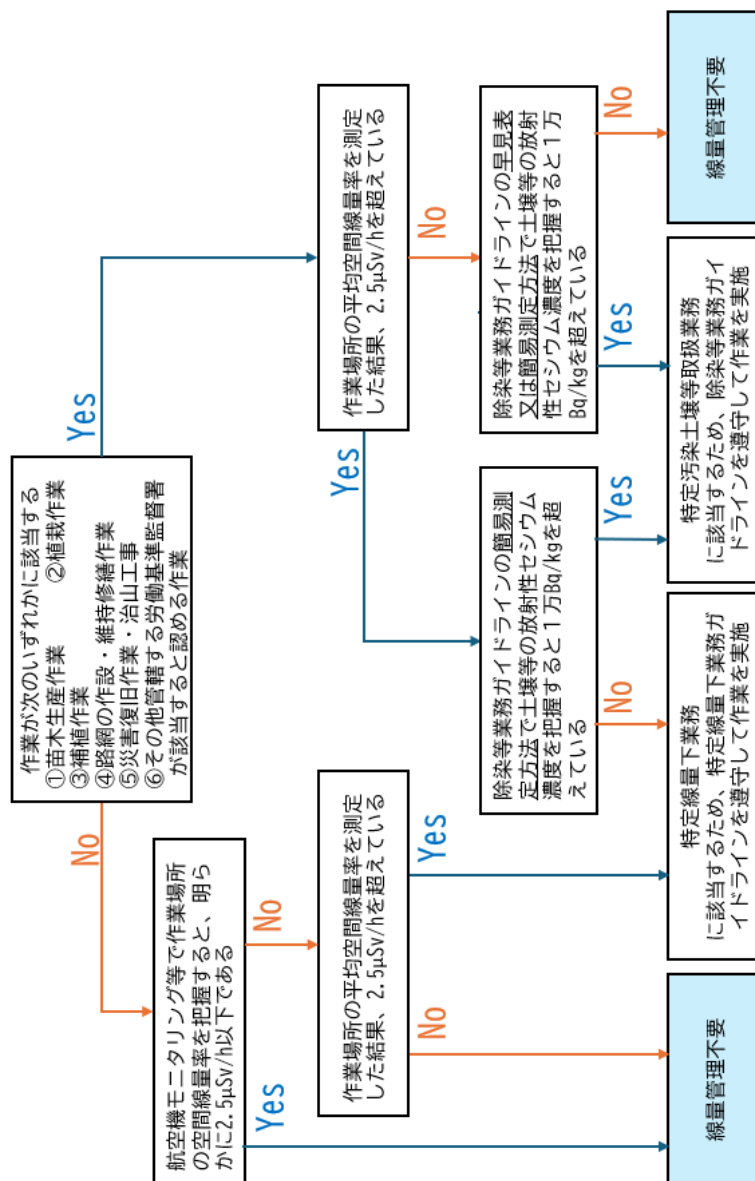 作業が次のいずれかに該当する
①苗木生産作業　　②植栽作業
③補植作業
④路網の作設・維持修繕作業
⑤災害復旧作業・治山工事
⑥その他管轄する労働基準監督署
が該当すると認める作業
No
Yes
航空機モニタリング等で作業場所
の空間線量率を把握すると、明ら
かに2.5μSv/h以下である
Yes
No
作業場所の平均空間線量率を測定
した結果、2.5μSv/hを超えている
No
Yes
作業場所の平均空間線量率を測定
した結果、2.5μSv/hを超えている
Yes
No
除染等業務ガイドラインの簡易測
定方法で土壌等の放射性セシウム
濃度を把握すると１万Bq/kgを超
えている
No
Yes
除染等業務ガイドラインの早見表
又は簡易測定方法で土壌等の放射
性セシウム濃度を把握すると１万
Bq/kgを超えている
Yes
No
線量管理不要
特定線量下業務
に該当するため、特定線量下業務ガ
イドラインを遵守して作業を実施
特定汚染土壌等取扱業務
に該当するため、除染等業務ガイ
ドラインを遵守して作業を実施
線量管理不要